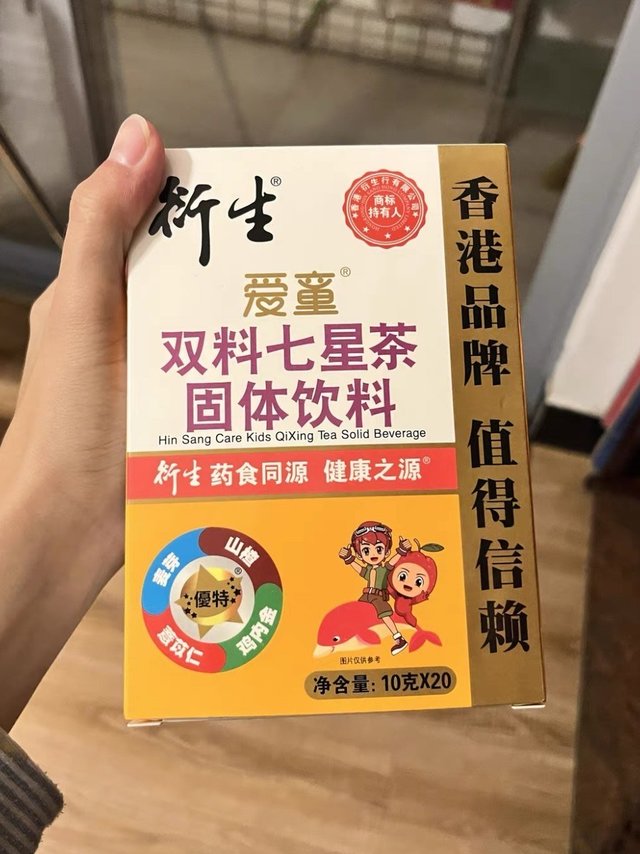 衍生®
香港衍生行有限公司
商标
持有人
爱童®
双料七星茶
固体饮料
Hin Sang Care Kids QiXing Tea Solid Beverage
衍生 药食同源 健康之源®
山楂
麦芽
優特®
鸡内金
薏苡仁
图片仅供参考
净含量: 10克X20
香港品牌 值得信赖